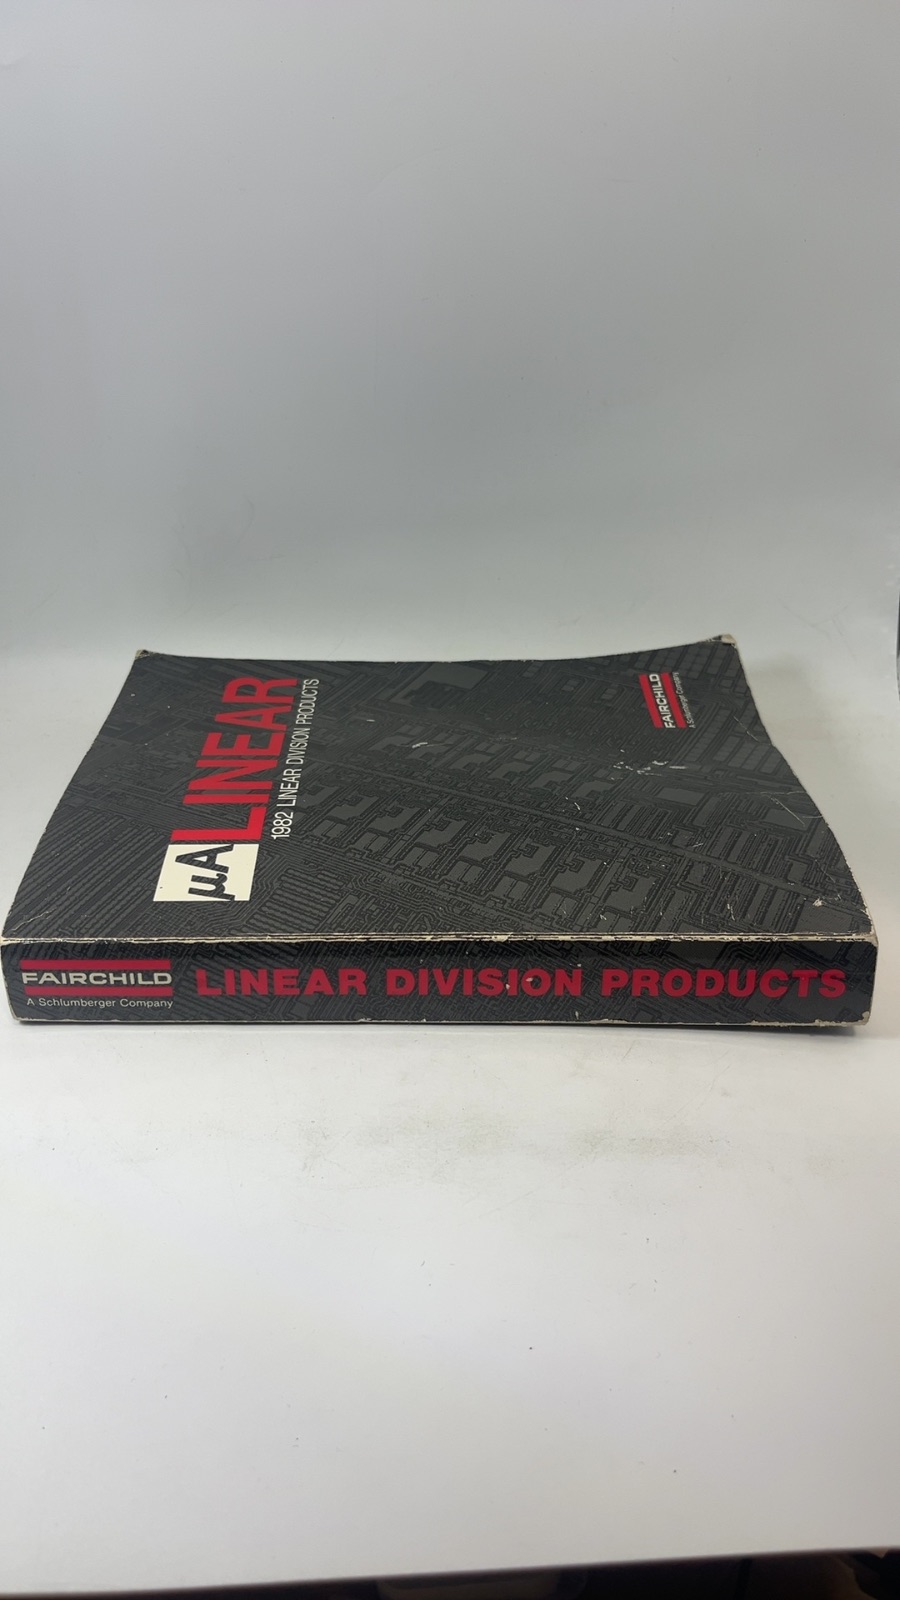 µA LINEAR
1982 LINEAR DIVISION PRODUCTS
FAIRCHILD
A Schlumberger Company
FAIRCHILD
A Schlumberger Company
LINEAR DIVISION PRODUCTS